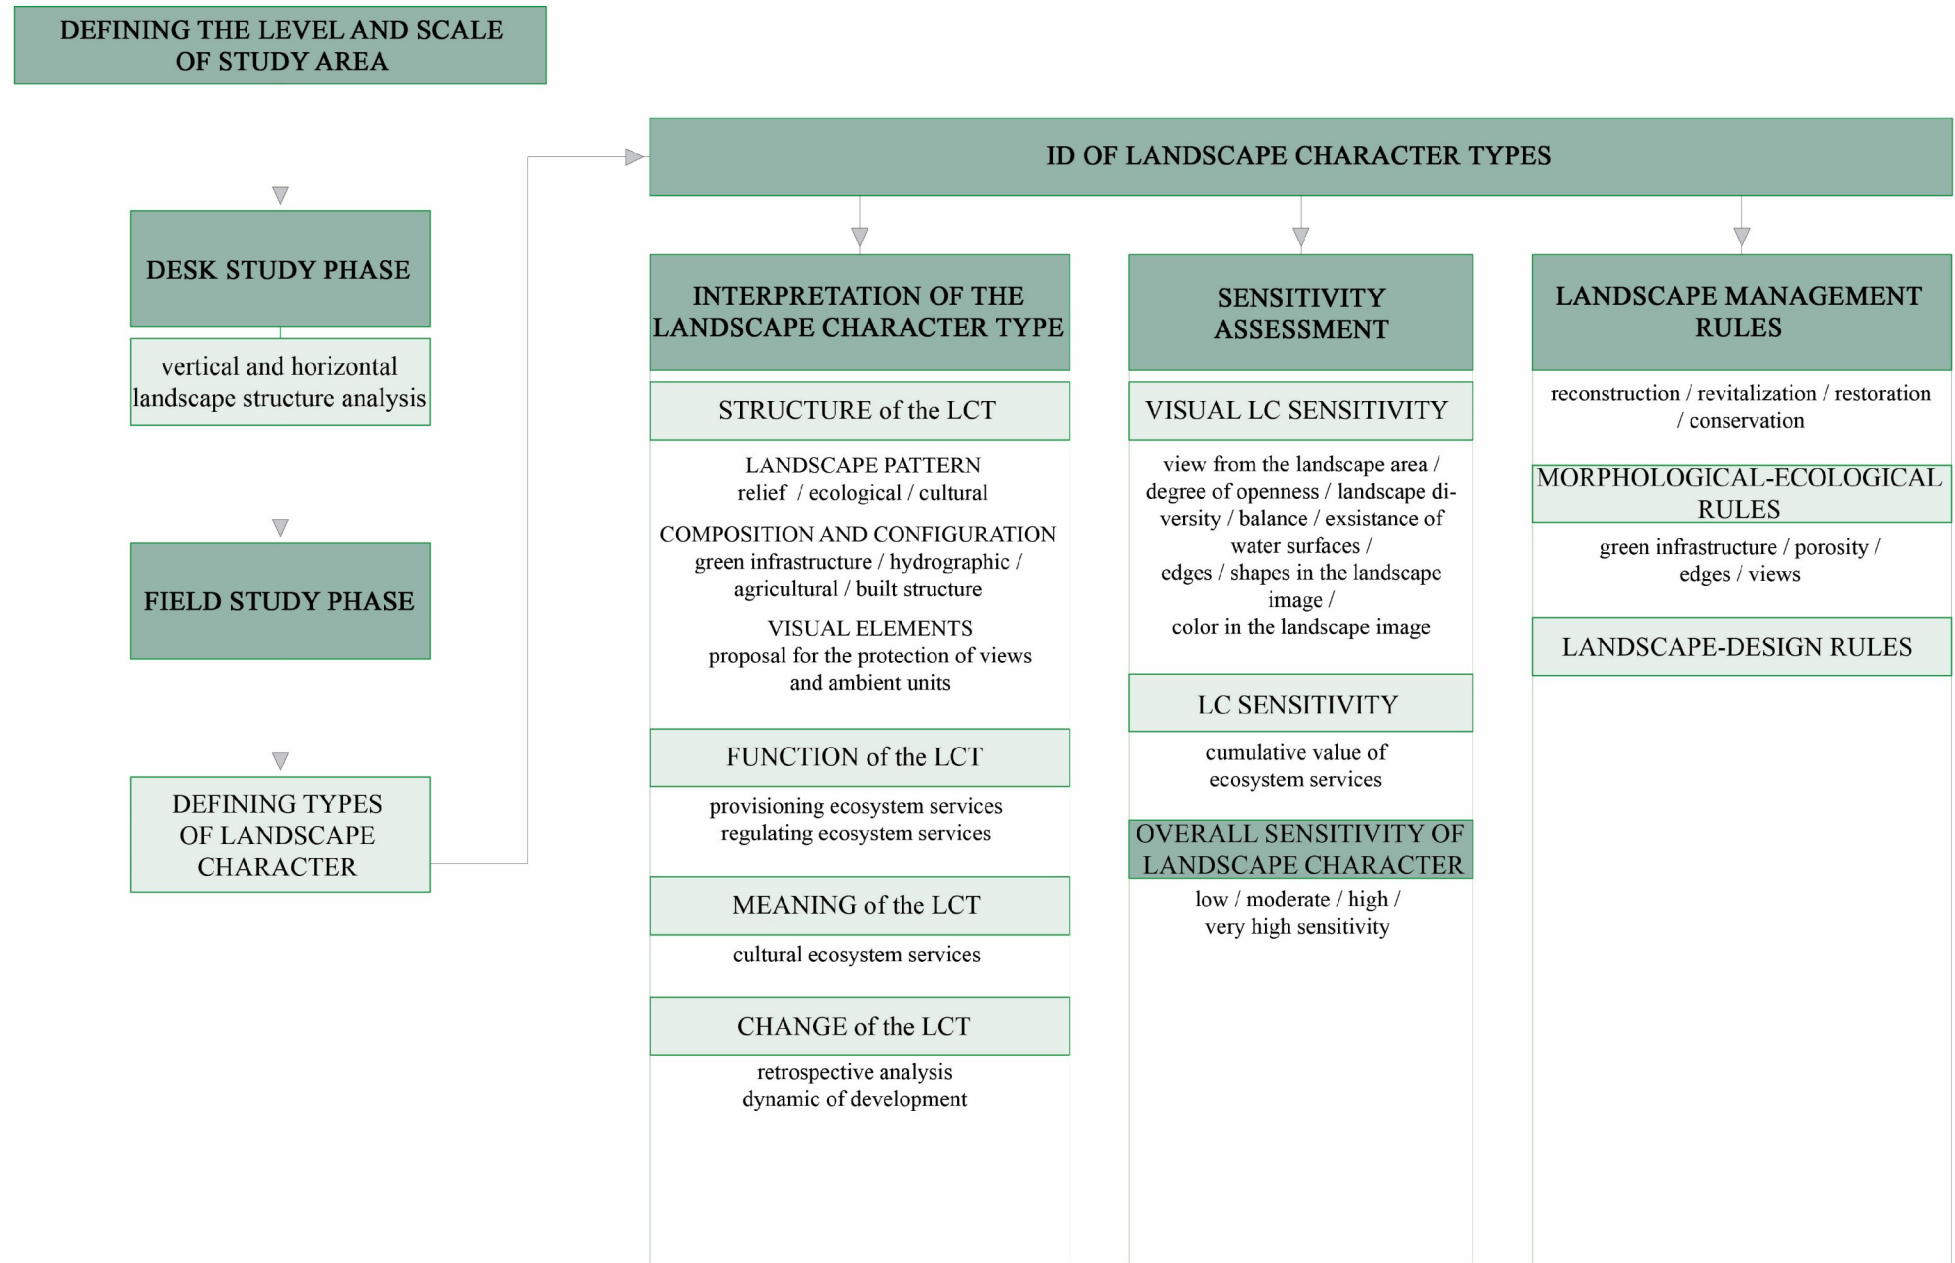 DEFINING THE LEVEL AND SCALE
OF STUDY AREA
DESK STUDY PHASE
vertical and horizontal
landscape structure analysis
FIELD STUDY PHASE
DEFINING TYPES
OF LANDSCAPE
CHARACTER
ID OF LANDSCAPE CHARACTER TYPES
INTERPRETATION OF THE
LANDSCAPE CHARACTER TYPE
STRUCTURE of the LCT
LANDSCAPE PATTERN
relief / ecological / cultural
COMPOSITION AND CONFIGURATION
green infrastructure / hydrographic /
agricultural / built structure
VISUAL ELEMENTS
proposal for the protection of views
and ambient units
FUNCTION of the LCT
provisioning ecosystem services
regulating ecosystem services
MEANING of the LCT
cultural ecosystem services
CHANGE of the LCT
retrospective analysis
dynamic of development
SENSITIVITY
ASSESSMENT
VISUAL LC SENSITIVITY
view from the landscape area /
degree of openness / landscape di-
versity / balance / exsistance of
water surfaces /
edges / shapes in the landscape
image /
color in the landscape image
LC SENSITIVITY
cumulative value of
ecosystem services
OVERALL SENSITIVITY OF
LANDSCAPE CHARACTER
low / moderate / high /
very high sensitivity
LANDSCAPE MANAGEMENT
RULES
reconstruction / revitalization / restoration
/ conservation
MORPHOLOGICAL-ECOLOGICAL
RULES
green infrastructure / porosity /
edges / views
LANDSCAPE-DESIGN RULES